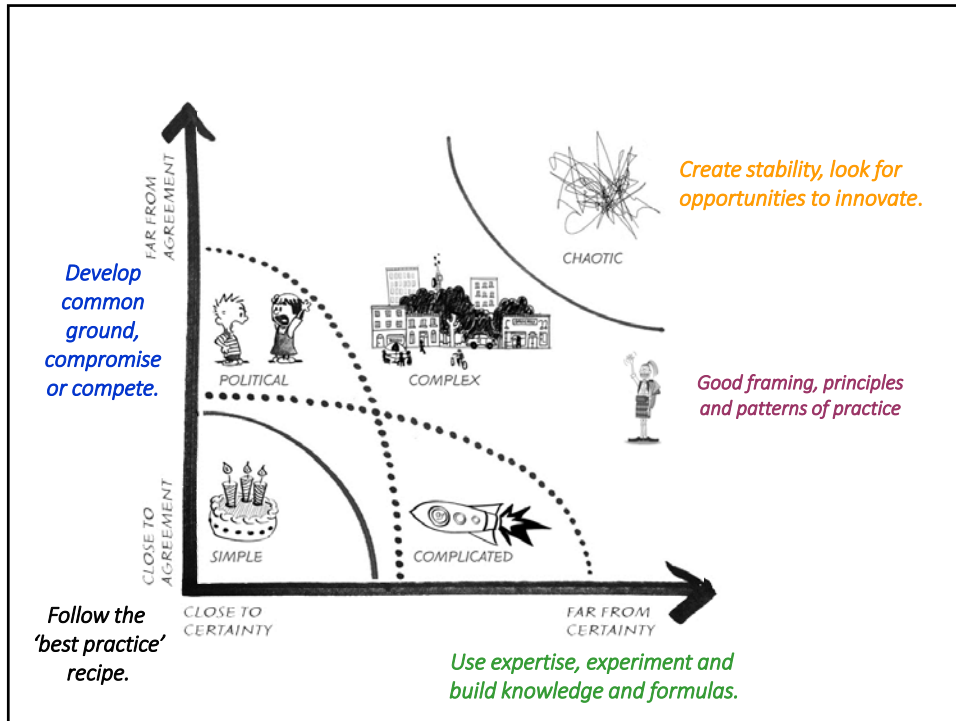 FAR FROM
AGREEMENT
CHAOTIC
Create stability, look for
opportunities to innovate.
Develop
common
ground,
compromise
or compete.
POLITICAL
COMPLEX
Good framing, principles
and patterns of practice
CLOSE TO
AGREEMENT
SIMPLE
COMPLICATED
Follow the
‘best practice’
recipe.
CLOSE TO
CERTAINTY
FAR FROM
CERTAINTY
Use expertise, experiment and
build knowledge and formulas.